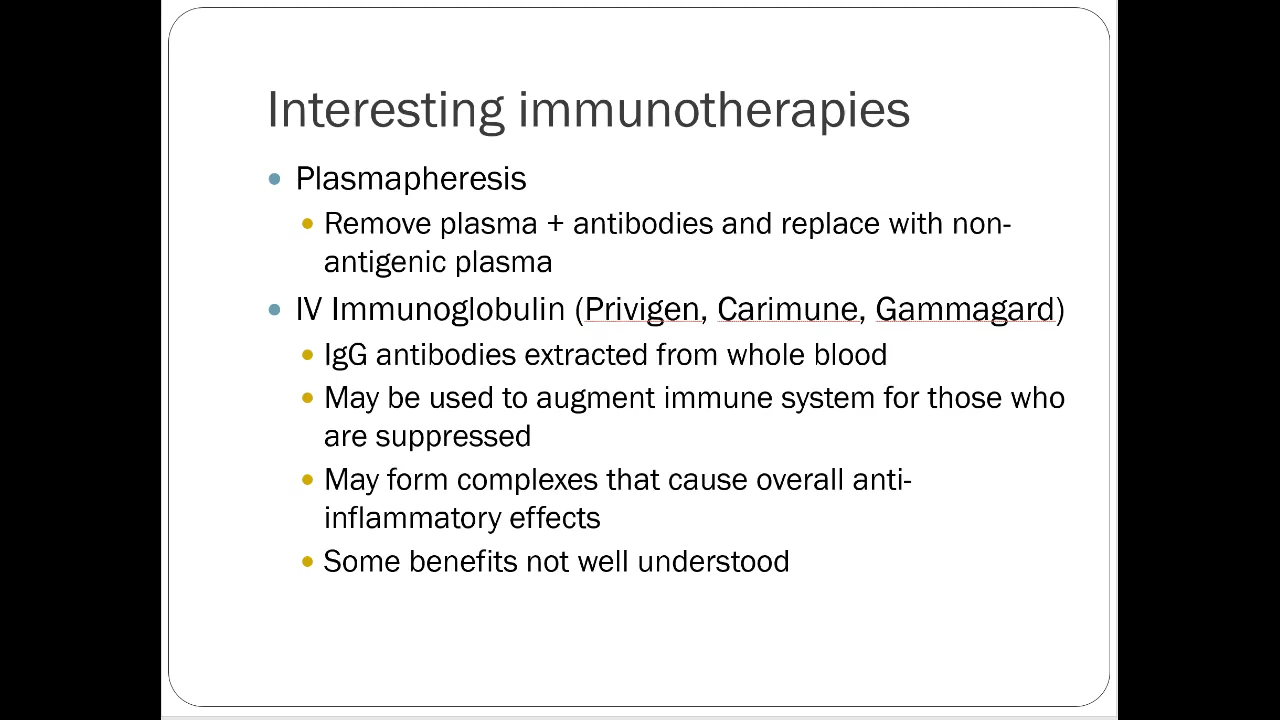 Interesting immunotherapies
Plasmapheresis
Remove plasma + antibodies and replace with non-
antigenic plasma
IV Immunoglobulin (Privigen, Carimune, Gammagard)
IgG antibodies extracted from whole blood
May be used to augment immune system for those who
are suppressed
May form complexes that cause overall anti-
inflammatory effects
Some benefits not well understood